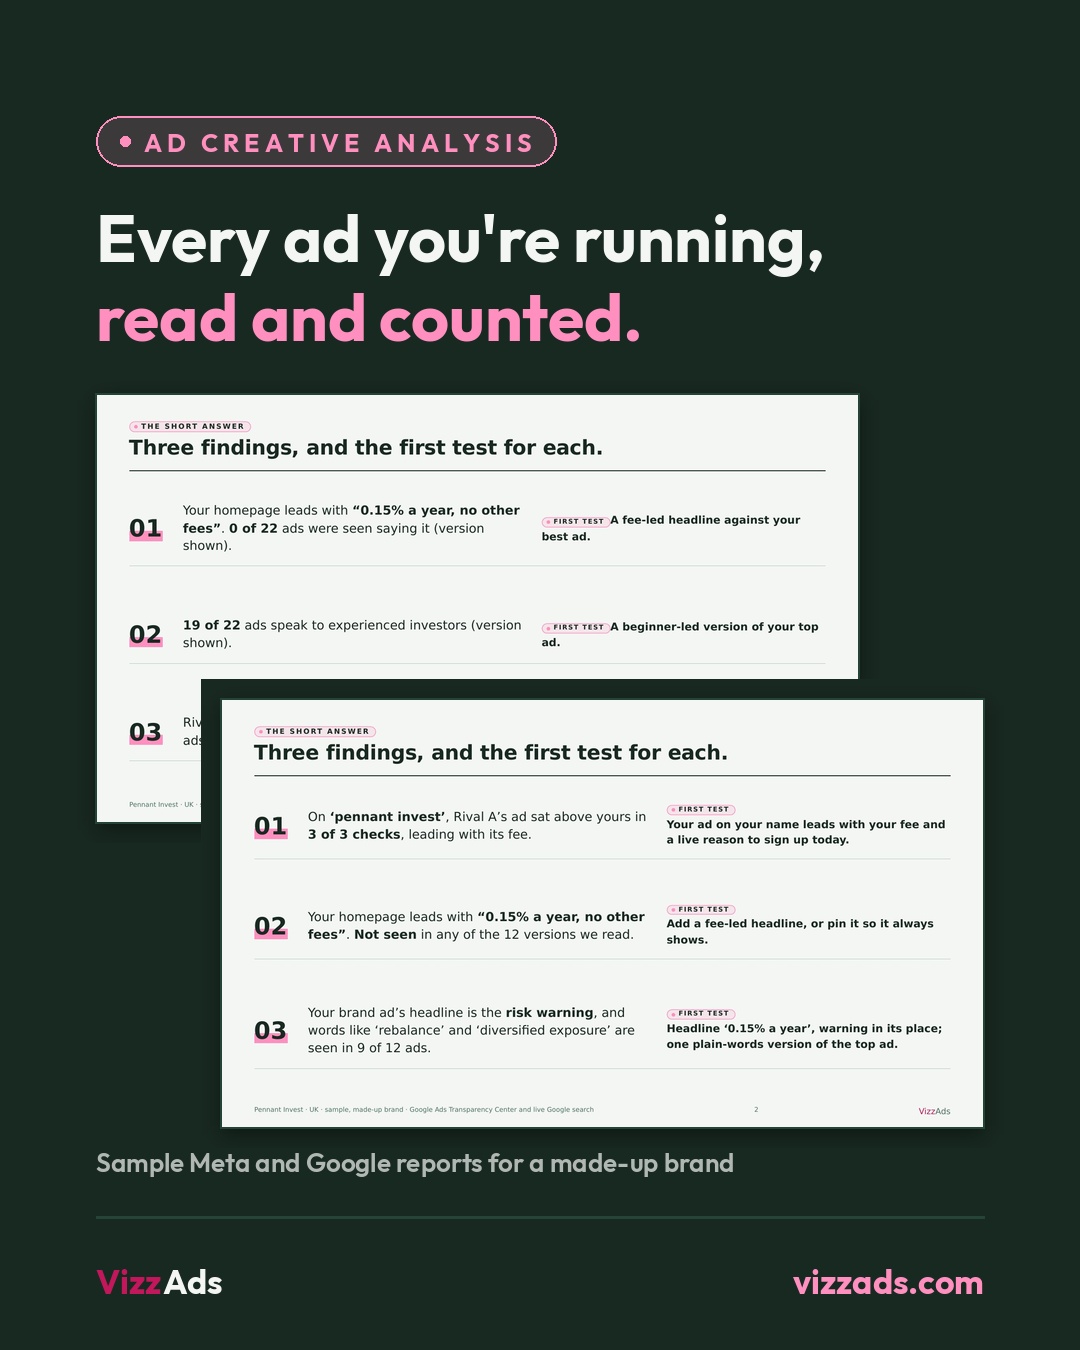 AD CREATIVE ANALYSIS
Every ad you're running,
read and counted.
THE SHORT ANSWER
Three findings, and the first test for each.
01
Your homepage leads with “0.15% a year, no other
fees”. 0 of 22 ads were seen saying it (version
shown).
FIRST TEST A fee-led headline against your
best ad.
02
19 of 22 ads speak to experienced investors (version
shown).
FIRST TEST A beginner-led version of your top
ad.
03
Pennant Invest · UK ·
THE SHORT ANSWER
Three findings, and the first test for each.
01
On ‘pennant invest’, Rival A’s ad sat above yours in
3 of 3 checks, leading with its fee.
FIRST TEST
Your ad on your name leads with your fee and
a live reason to sign up today.
02
Your homepage leads with “0.15% a year, no other
fees”. Not seen in any of the 12 versions we read.
FIRST TEST
Add a fee-led headline, or pin it so it always
shows.
03
Your brand ad’s headline is the risk warning, and
words like ‘rebalance’ and ‘diversified exposure’ are
seen in 9 of 12 ads.
FIRST TEST
Headline ‘0.15% a year’, warning in its place;
one plain-words version of the top ad.
Pennant Invest · UK · sample, made-up brand · Google Ads Transparency Center and live Google search
2
VizzAds
Sample Meta and Google reports for a made-up brand
VizzAds
vizzads.com